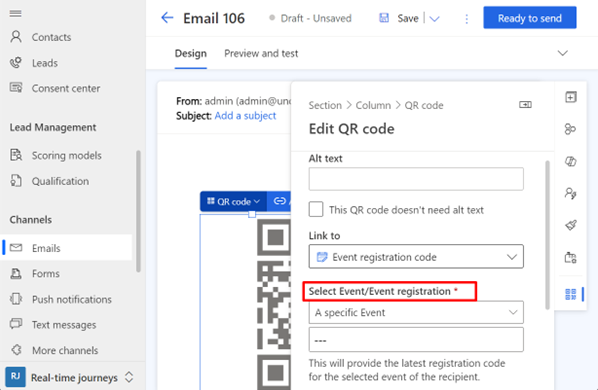 Contacts
Leads
Consent center
Lead Management
Scoring models
Qualification
Channels
Emails
Forms
Push notifications
Text messages
More channels
RJ Real-time journeys
Email 106
Draft - Unsaved
Save
Ready to send
Design
Preview and test
From: admin (admin@und
Subject: Add a subject
QR code
Section > Column > QR code
Edit QR code
Alt text
This QR code doesn't need alt text
Link to
Event registration code
Select Event/Event registration *
A specific Event
---
This will provide the latest registration code
for the selected event of the recipient.